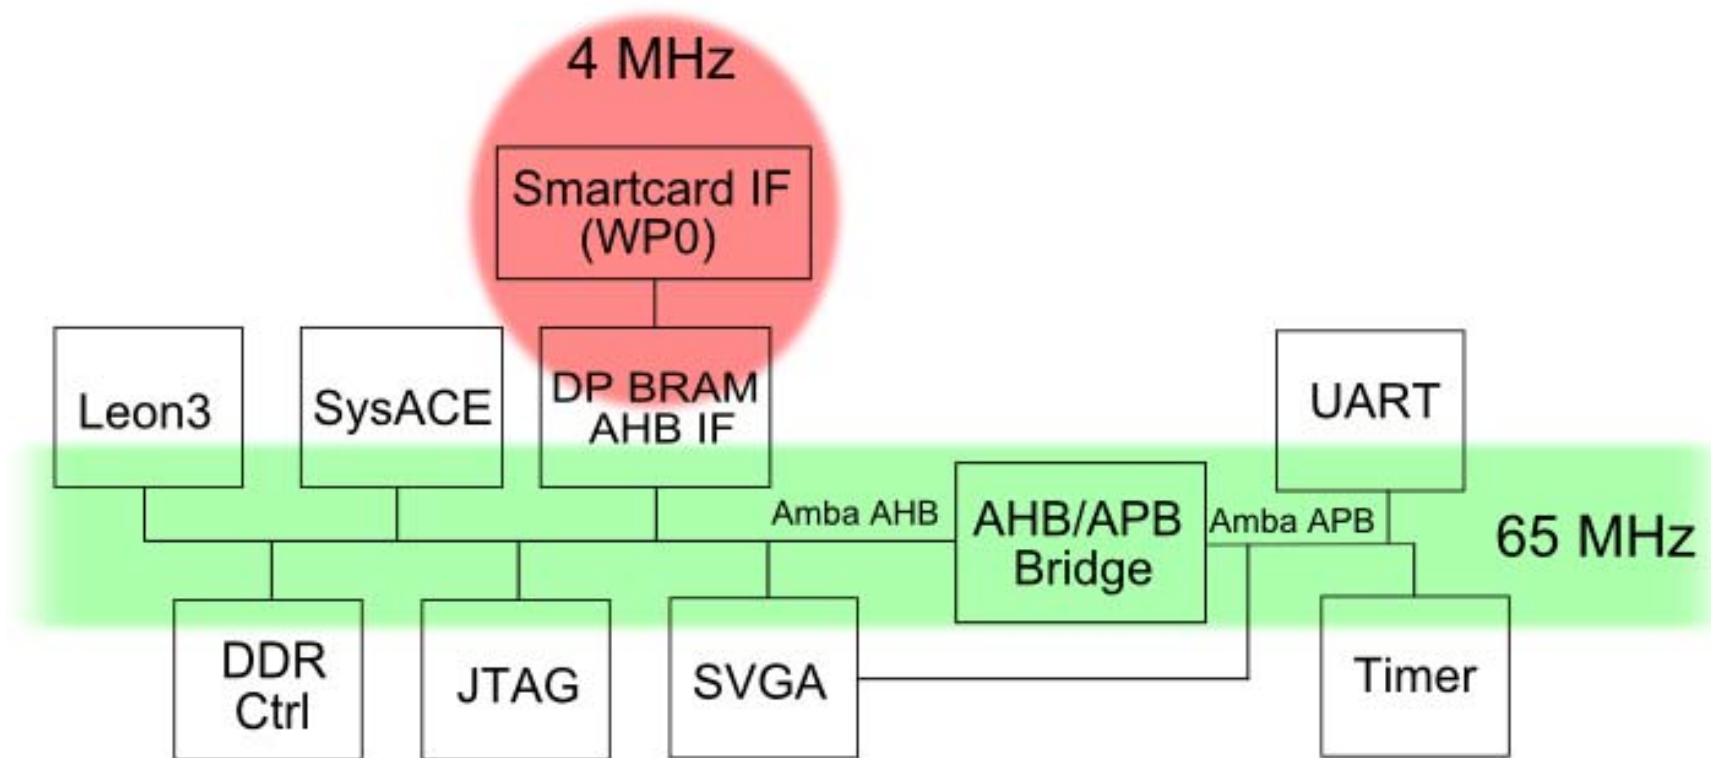 4 MHz
Smartcard IF
(WP0)
Leon3
SysACE
DP BRAM
AHB IF
UART
Amba AHB
AHB/APB
Bridge
Amba APB
65 MHz
DDR
Ctrl
JTAG
SVGA
Timer